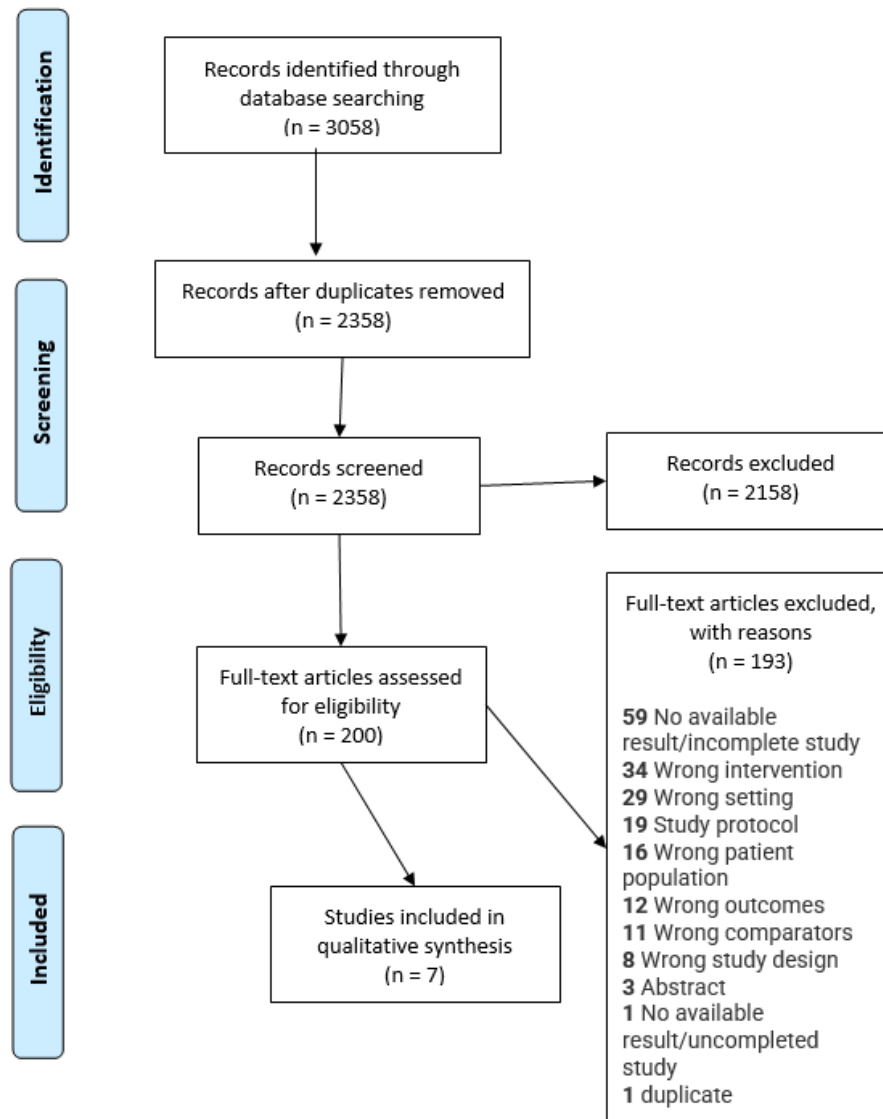 Identification
Records identified through
database searching
(n = 3058)
Records after duplicates removed
(n = 2358)
Screening
Records screened
(n = 2358)
Records excluded
(n = 2158)
Eligibility
Full-text articles assessed
for eligibility
(n = 200)
Full-text articles excluded,
with reasons
(n = 193)
59 No available
result/incomplete study
34 Wrong intervention
29 Wrong setting
19 Study protocol
16 Wrong patient
population
12 Wrong outcomes
11 Wrong comparators
8 Wrong study design
3 Abstract
1 No available
result/uncompleted
study
1 duplicate
Included
Studies included in
qualitative synthesis
(n = 7)